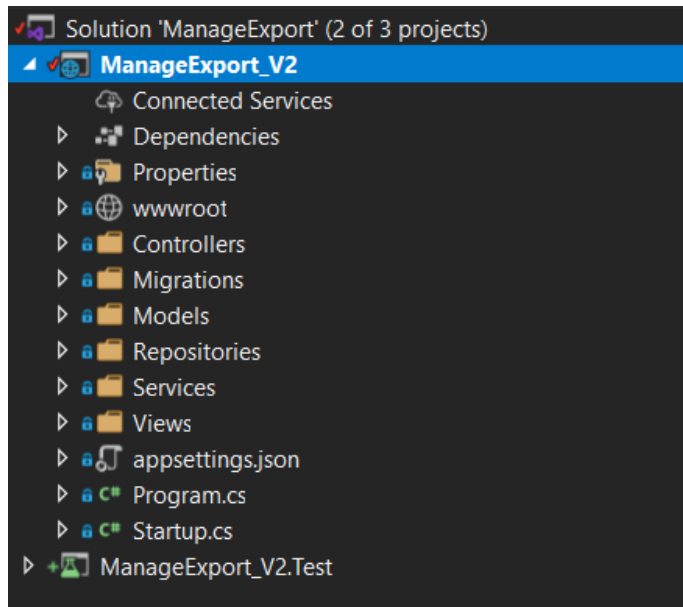 Solution 'ManageExport' (2 of 3 projects)
ManageExport_V2
Connected Services
Dependencies
Properties
wwwroot
Controllers
Migrations
Models
Repositories
Services
Views
appsettings.json
C# Program.cs
C# Startup.cs
ManageExport_V2.Test